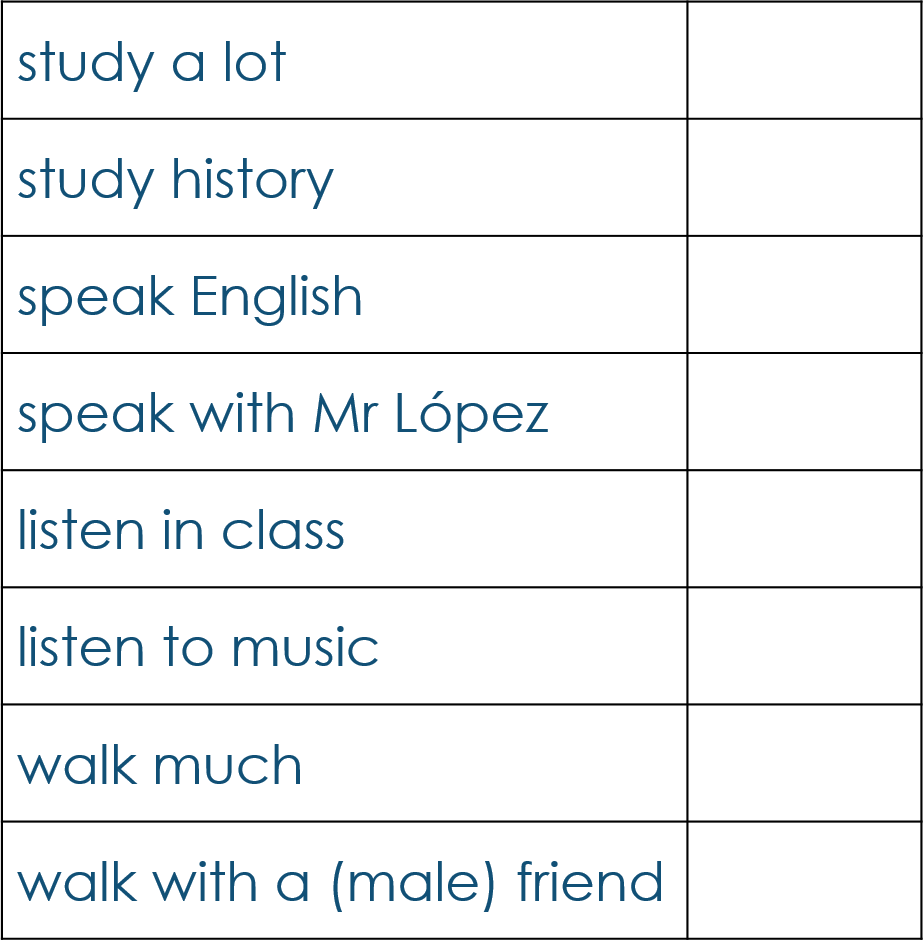 study a lot
study history
speak English
speak with Mr López
listen in class
listen to music
walk much
walk with a (male) friend